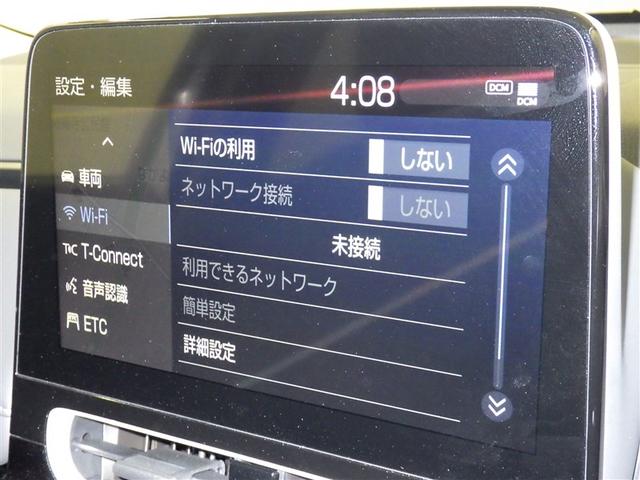 設定・編集
4:08
DCM
DCM
車両
Wi-Fi
T-Connect
音声認識
ETC
Wi-Fiの利用 しない
ネットワーク接続 しない
未接続
利用できるネットワーク
簡単設定
詳細設定